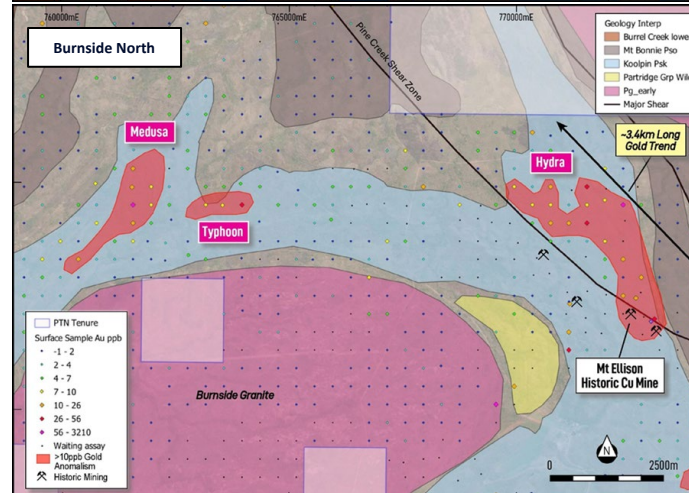 760000mE
765000mE
770000mE
Burnside North
Pine Creek Shear Zone
Geology Interp
Burrel Creek lowe
Mt Bonnie Pso
Koolpin Psk
Partridge Grp Wil
Pg_early
Major Shear
~3.4km Long
Gold Trend
Medusa
Hydra
Typhoon
PTN Tenure
Surface Sample Au ppb
-1 - 2
2 - 4
4 - 7
7 - 10
10 - 26
26 - 56
56 - 3210
Waiting assay
>10ppb Gold
Anomalism
Historic Mining
Burnside Granite
Mt Ellison
Historic Cu Mine
N
0
2500m